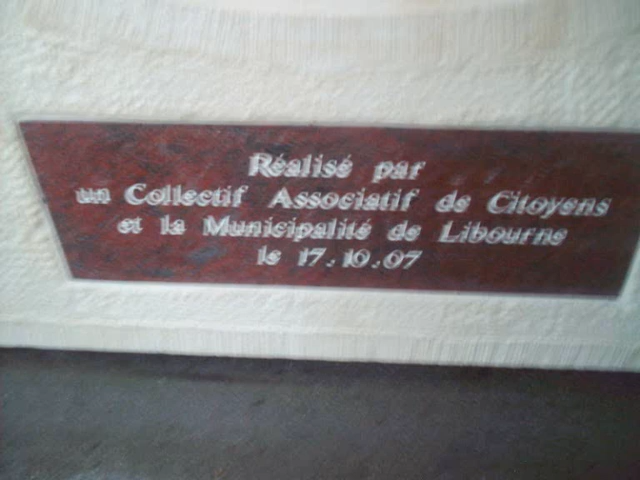 Réalisé par
un Collectif Associatif de Citoyens
et la Municipalité de Libourne
le 17.10.07